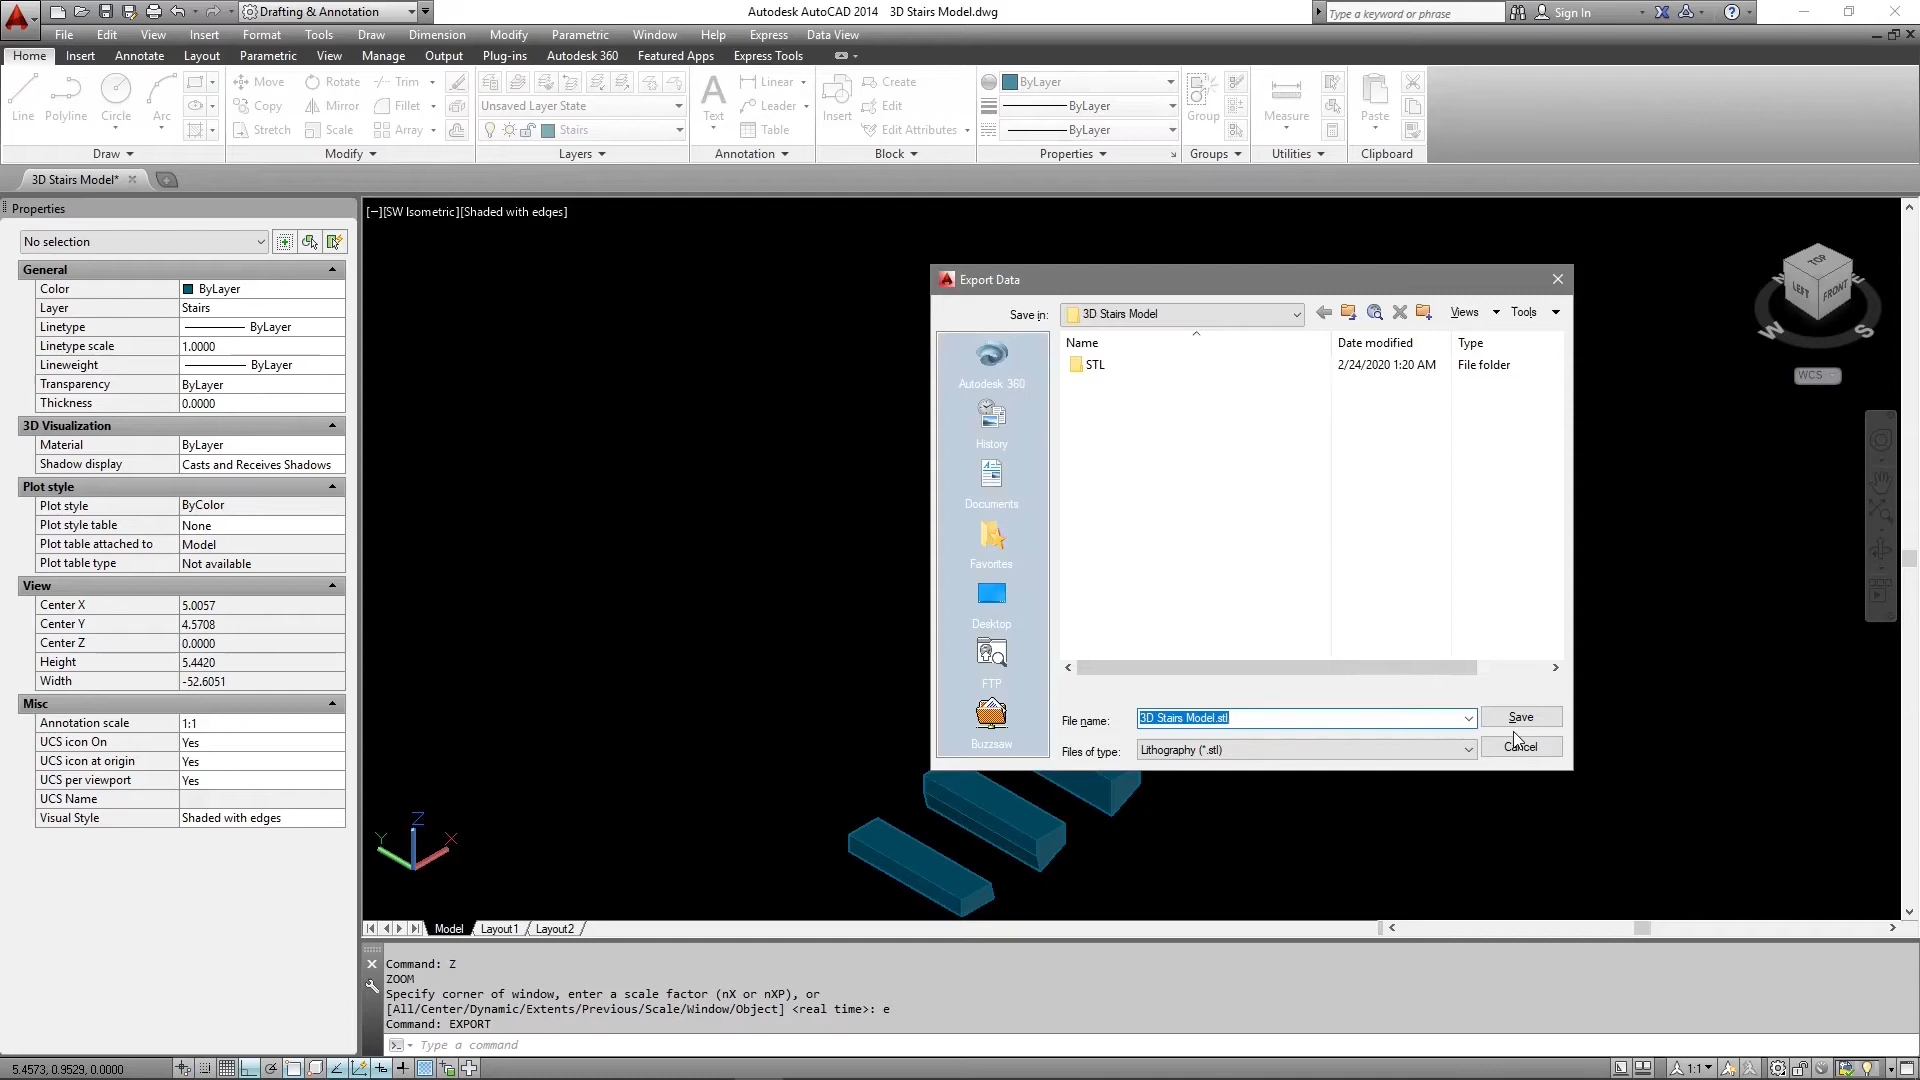 Drafting & Annotation
Autodesk AutoCAD 2014 3D Stairs Model.dwg
Type a keyword or phrase
Sign In
File Edit View Insert Format Tools Draw Dimension Modify Parametric Window Help Express Data View
Home Insert Annotate Layout Parametric View Manage Output Plug-ins Autodesk 360 Featured Apps Express Tools
Line Polyline Circle Arc
Move Rotate Trim
Copy Mirror Fillet
Stretch Scale Array
Unsaved Layer State
Stairs
Text
Linear
Leader
Table
Insert
Create
Edit
Edit Attributes
ByLayer
ByLayer
ByLayer
Group
Measure
Paste
Draw Modify Layers Annotation Block Properties Groups Utilities Clipboard
3D Stairs Model*
Properties
No selection
General
Color ByLayer
Layer Stairs
Linetype ByLayer
Linetype scale 1.0000
Lineweight ByLayer
Transparency ByLayer
Thickness 0.0000
3D Visualization
Material ByLayer
Shadow display Casts and Receives Shadows
Plot style
Plot style ByColor
Plot style table None
Plot table attached to Model
Plot table type Not available
View
Center X 5.0057
Center Y 4.5708
Center Z 0.0000
Height 5.4420
Width -52.6051
Misc
Annotation scale 1:1
UCS icon On Yes
UCS icon at origin Yes
UCS per viewport Yes
UCS Name
Visual Style Shaded with edges
[−][SW Isometric][Shaded with edges]
TOP
LEFT FRONT
N E
W S
WCS
Export Data
Save in: 3D Stairs Model
Views Tools
Name Date modified Type
STL 2/24/2020 1:20 AM File folder
Autodesk 360
History
Documents
Favorites
Desktop
FTP
Buzzsaw
File name: 3D Stairs Model.stl Save
Files of type: Lithography (*.stl) Cancel
Z
Y X
Model Layout1 Layout2
Command: Z
ZOOM
Specify corner of window, enter a scale factor (nX or nXP), or
[All/Center/Dynamic/Extents/Previous/Scale/Window/Object] <real time>: e
Command: EXPORT
Type a command
5.4573, 0.9529, 0.0000
1:1